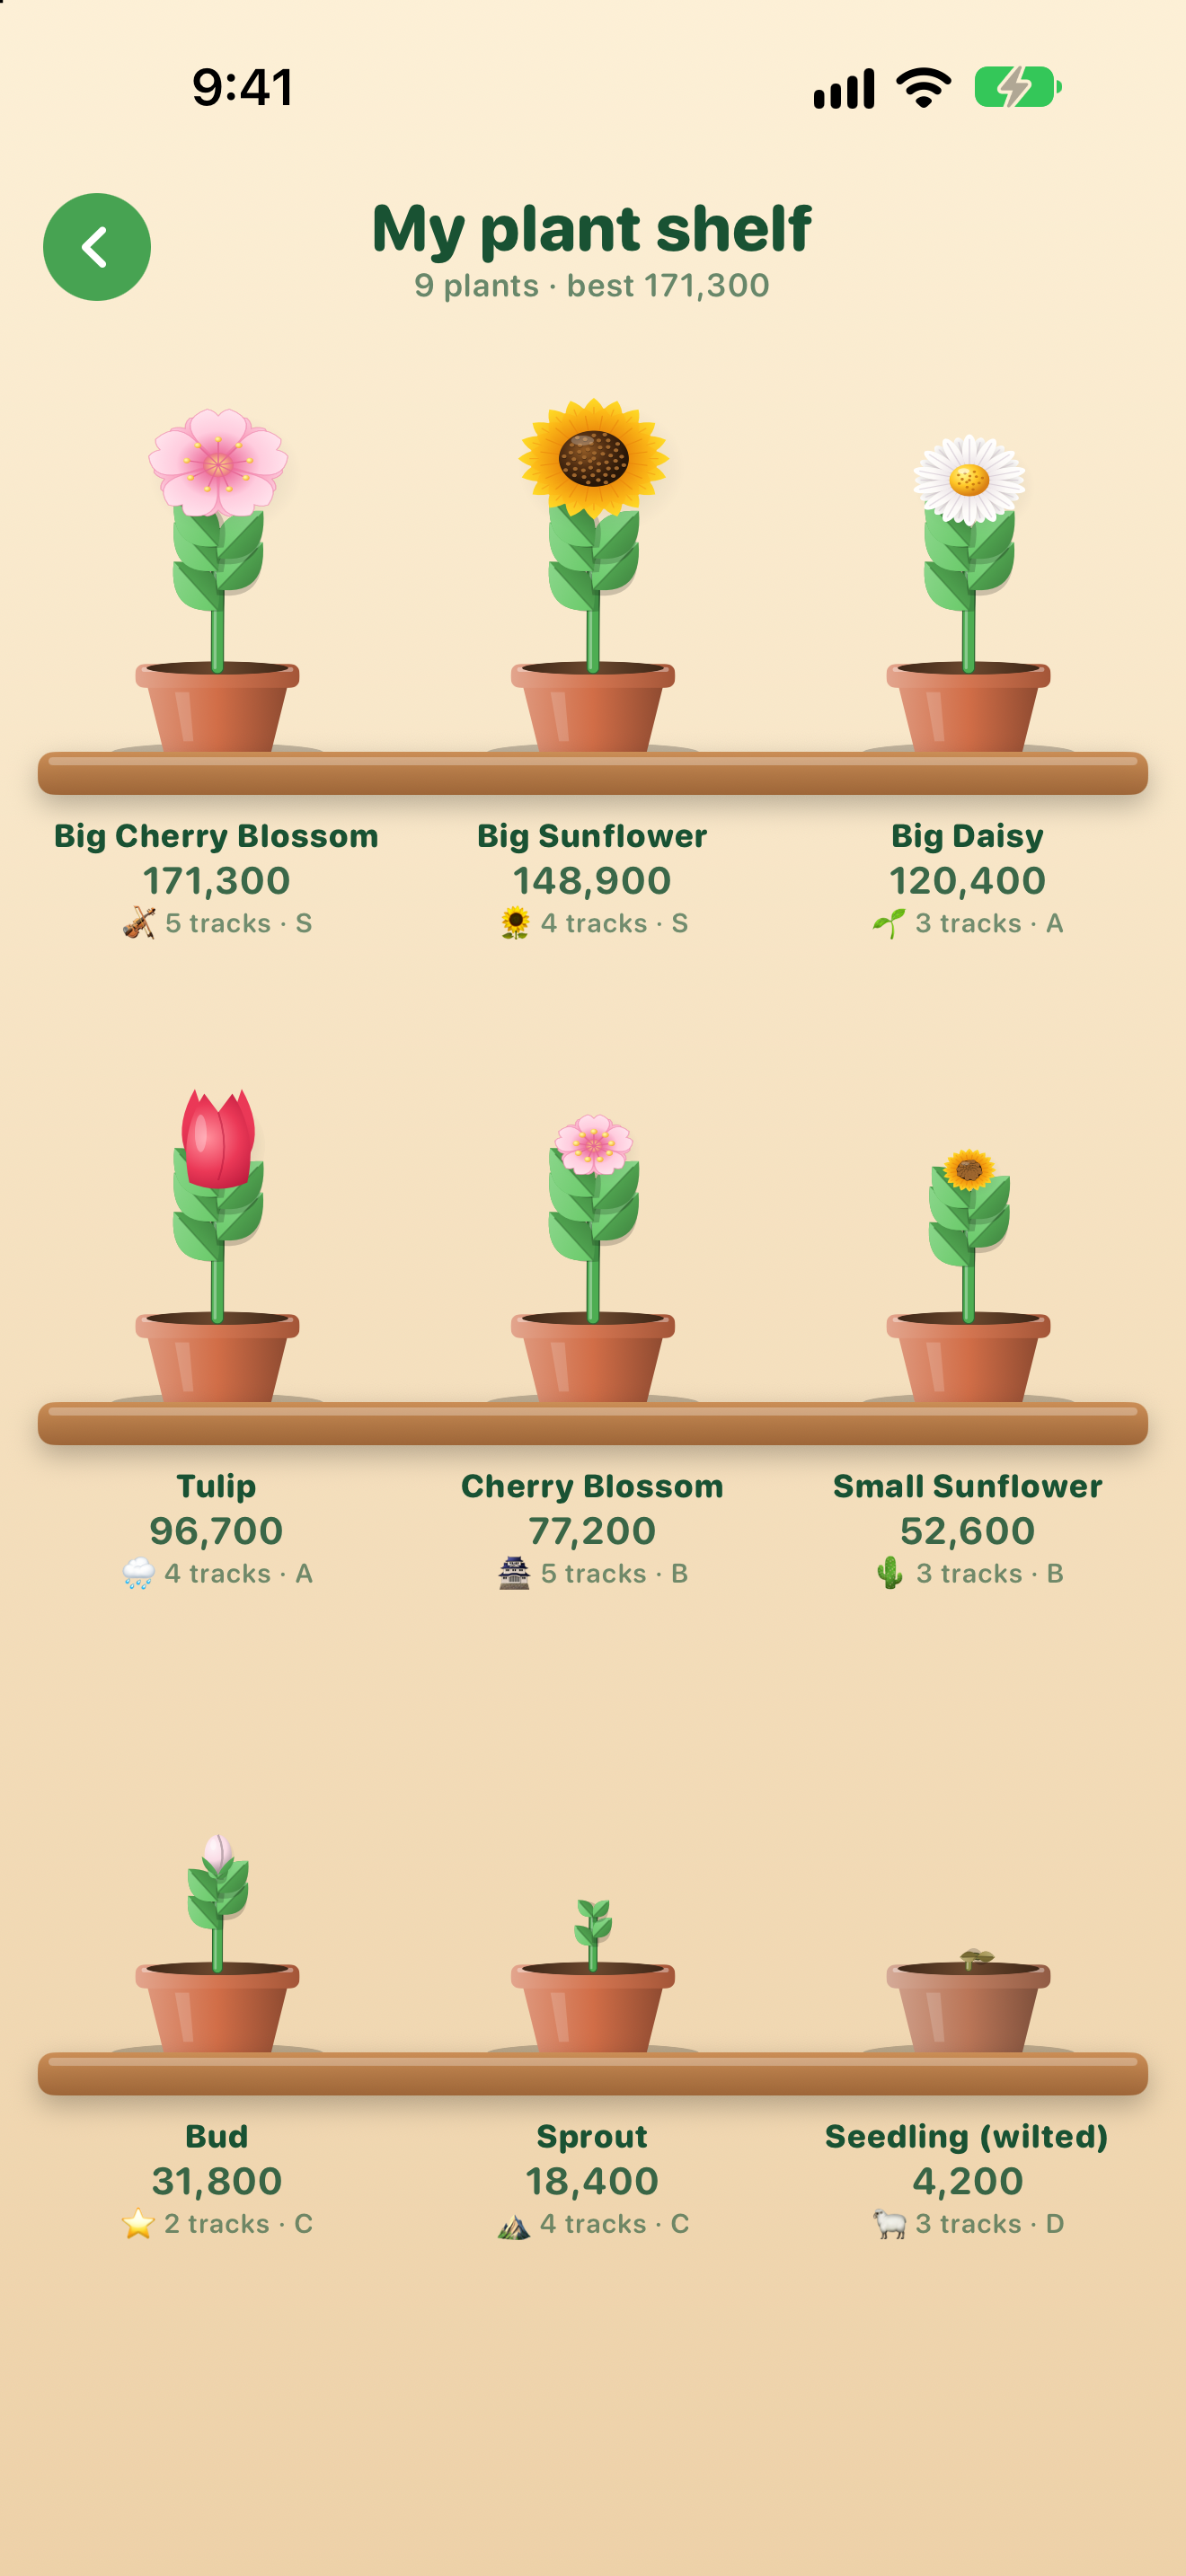 9:41
My plant shelf
9 plants · best 171,300
Big Cherry Blossom
171,300
🎻 5 tracks · S
Big Sunflower
148,900
🌻 4 tracks · S
Big Daisy
120,400
🌱 3 tracks · A
Tulip
96,700
🌧️ 4 tracks · A
Cherry Blossom
77,200
🏯 5 tracks · B
Small Sunflower
52,600
🌵 3 tracks · B
Bud
31,800
⭐ 2 tracks · C
Sprout
18,400
⛰️ 4 tracks · C
Seedling (wilted)
4,200
🐑 3 tracks · D